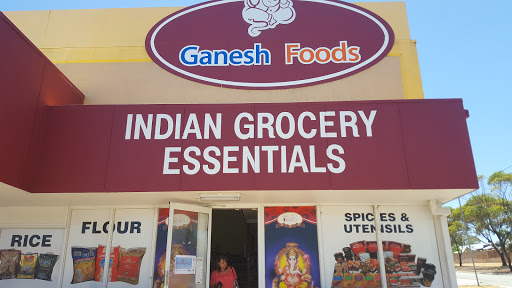 Ganesh Foods
INDIAN GROCERY
ESSENTIALS
RICE
FLOUR
SPICES &
UTENSILS